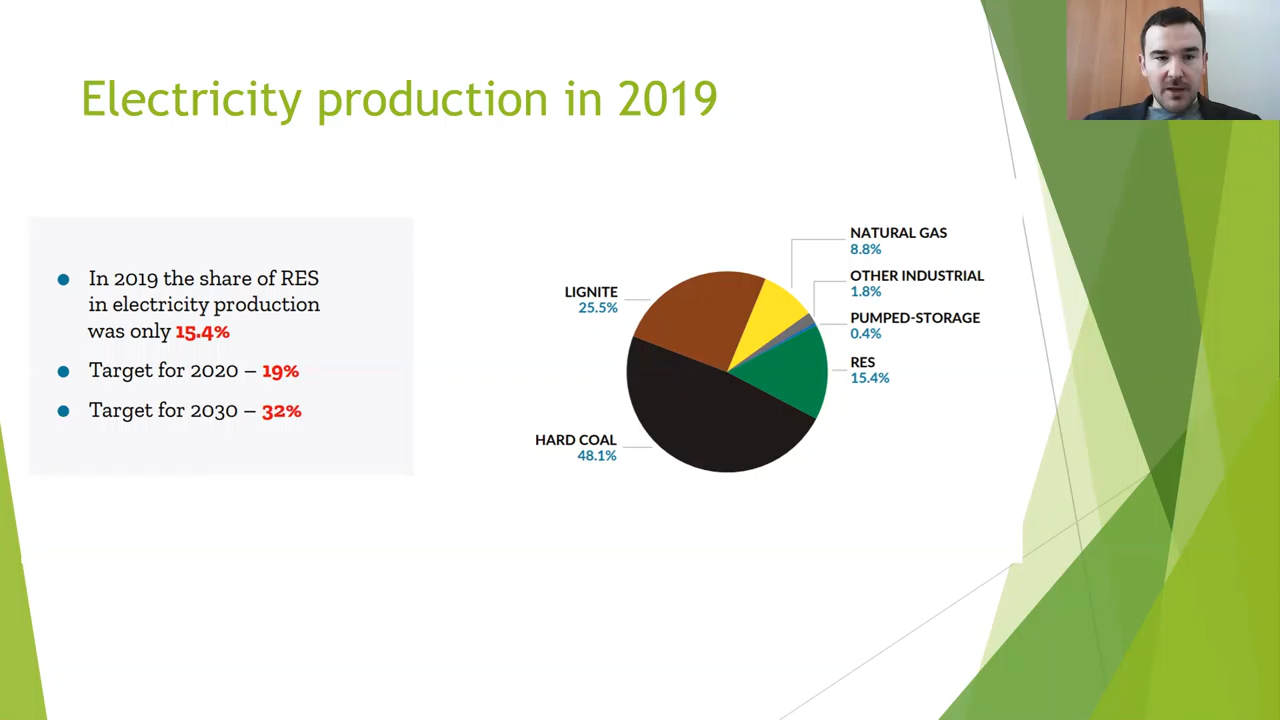 Electricity production in 2019
In 2019 the share of RES
in electricity production
was only 15.4%
Target for 2020 – 19%
Target for 2030 – 32%
NATURAL GAS
8.8%
OTHER INDUSTRIAL
1.8%
LIGNITE
25.5%
PUMPED-STORAGE
0.4%
RES
15.4%
HARD COAL
48.1%